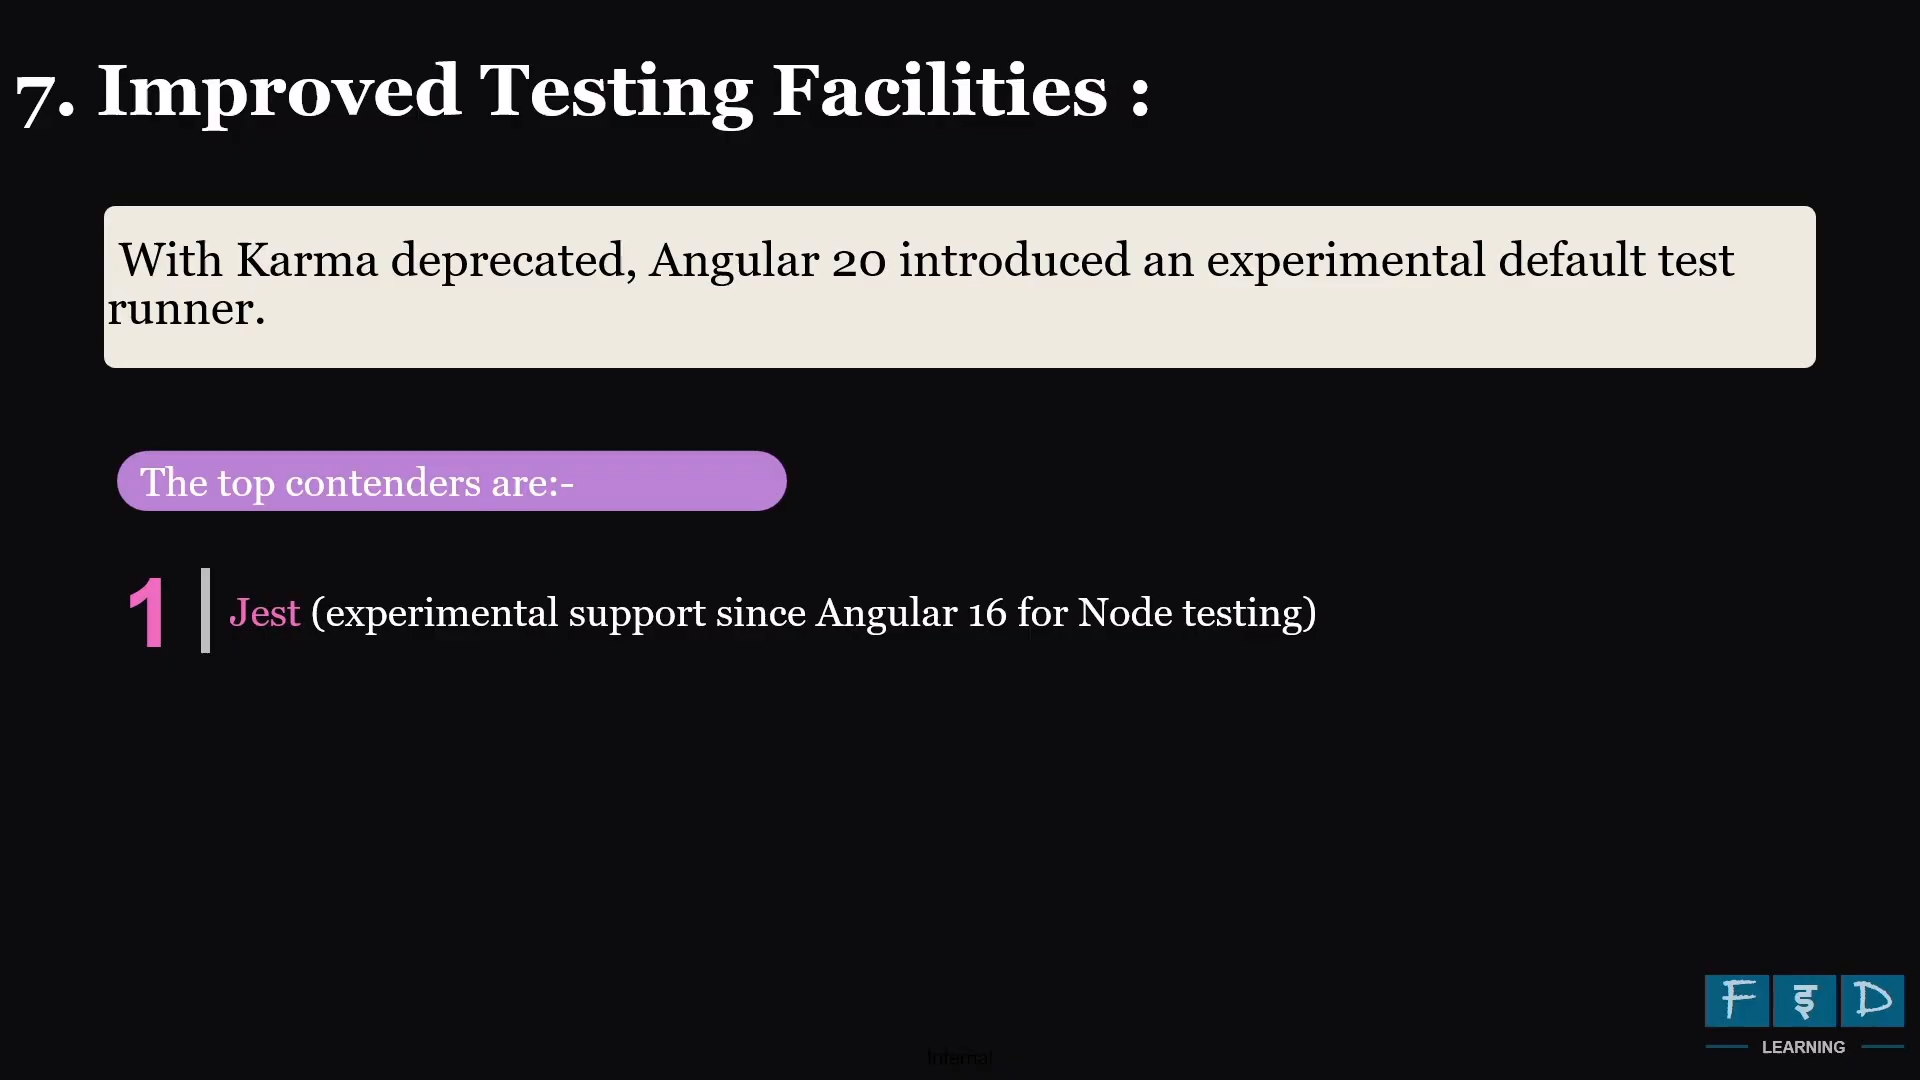 7. Improved Testing Facilities :
With Karma deprecated, Angular 20 introduced an experimental default test
runner.
The top contenders are:-
1 Jest (experimental support since Angular 16 for Node testing)
F इ D
LEARNING
Internal